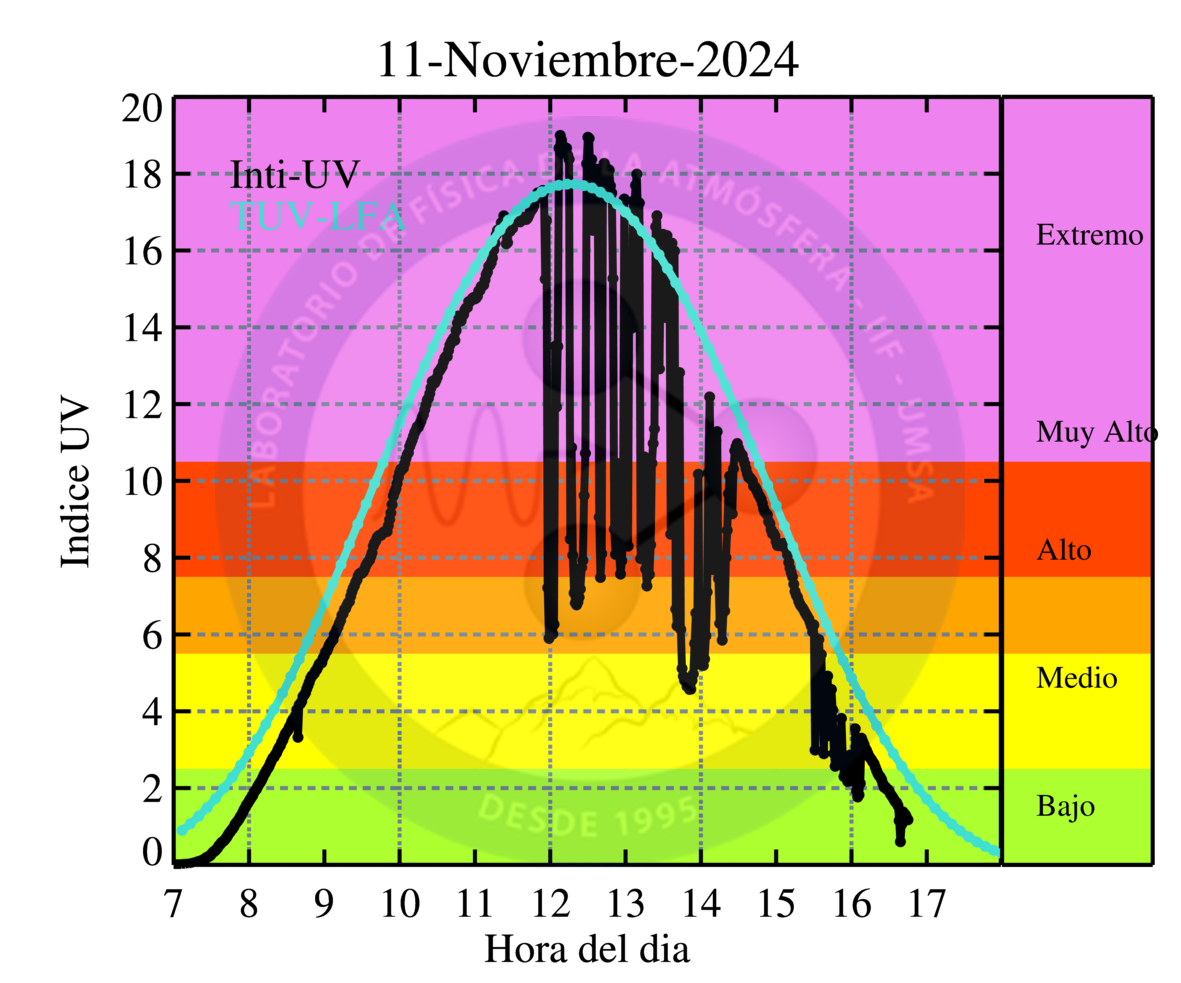 11-Noviembre-2024
Indice UV
20
18
16
14
12
10
8
6
4
2
0
Inti-UV
TUV-LFA
LABORATORIO DE FÍSICA DE LA ATMÓSFERA - IIF - UMSA
DESDE 1995
Extremo
Muy Alto
Alto
Medio
Bajo
7 8 9 10 11 12 13 14 15 16 17
Hora del dia